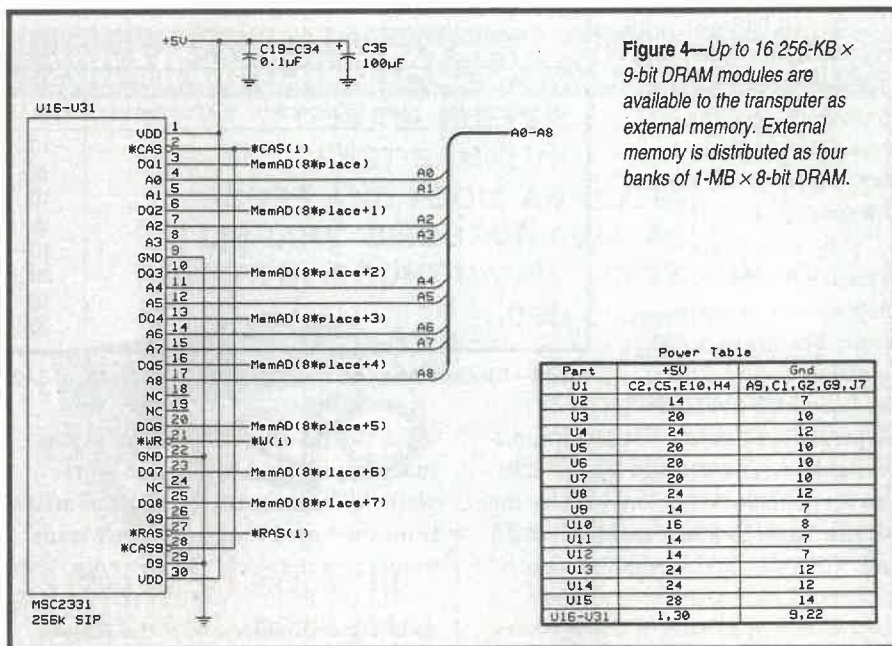 +5V
C19-C34
0.1µF
+
C35
100µF
Figure 4—Up to 16 256-KB ×
9-bit DRAM modules are
available to the transputer as
external memory. External
memory is distributed as four
banks of 1-MB × 8-bit DRAM.
U16-U31
VDD 1
*CAS 2 *CAS(i)
DQ1 3 MemAD(8*place)
A0 4 A0
A1 5 A1
DQ2 6 MemAD(8*place+1)
A2 7 A2
A3 8 A3
GND 9
DQ3 10 MemAD(8*place+2)
A4 11 A4
A5 12 A5
DQ4 13 MemAD(8*place+3)
A6 14 A6
A7 15 A7
DQ5 16 MemAD(8*place+4)
A8 17 A8
NC 18
NC 19
DQ6 20 MemAD(8*place+5)
*WR 21 *W(i)
GND 22
DQ7 23 MemAD(8*place+6)
NC 24
DQ8 25 MemAD(8*place+7)
Q9 26
*RAS 27 *RAS(i)
*CAS9 28
D9 29
VDD 30
A0-A8
MSC2331
256k SIP
Power Table
Part +5V Gnd
U1 C2,C5,E10,H4 A9,C1,G2,G9,J7
U2 14 7
U3 20 10
U4 24 12
U5 20 10
U6 20 10
U7 20 10
U8 24 12
U9 14 7
U10 16 8
U11 14 7
U12 14 7
U13 24 12
U14 24 12
U15 28 14
U16-U31 1,30 9,22